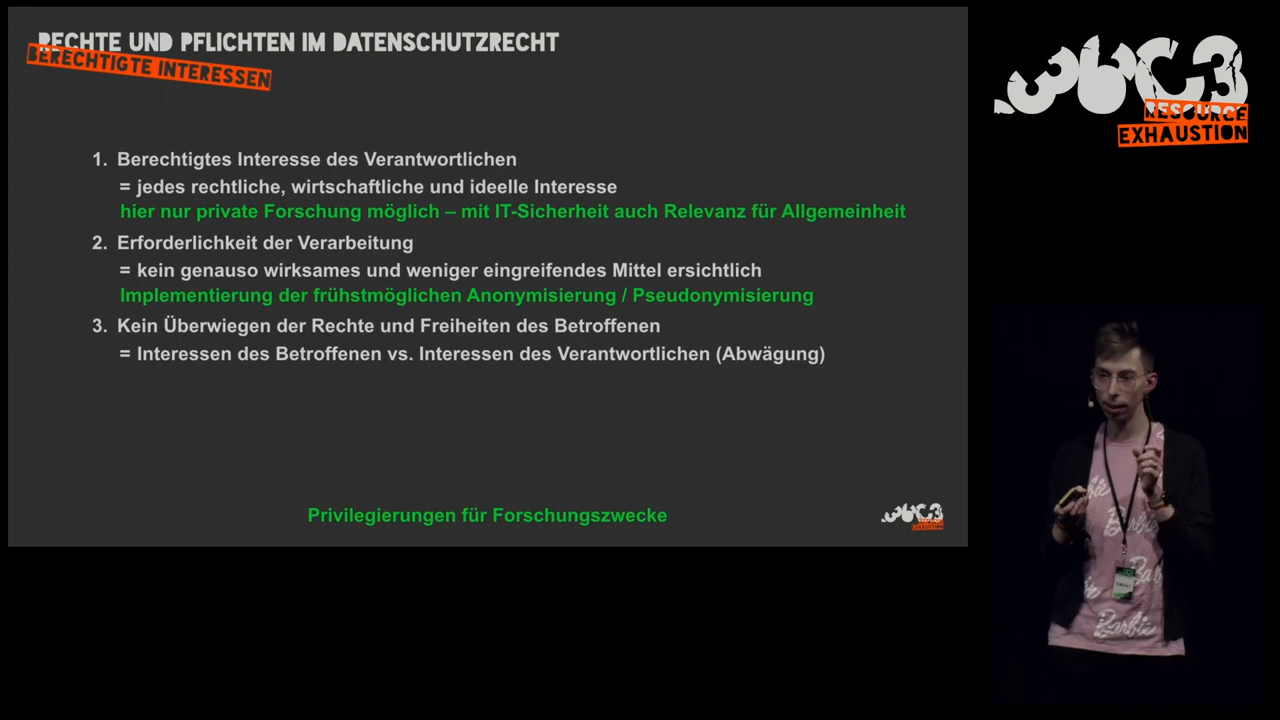 RECHTE UND PFLICHTEN IM DATENSCHUTZRECHT
BERECHTIGTE INTERESSEN
1. Berechtigtes Interesse des Verantwortlichen
= jedes rechtliche, wirtschaftliche und ideelle Interesse
hier nur private Forschung möglich – mit IT-Sicherheit auch Relevanz für Allgemeinheit
2. Erforderlichkeit der Verarbeitung
= kein genauso wirksames und weniger eingreifendes Mittel ersichtlich
Implementierung der frühstmöglichen Anonymisierung / Pseudonymisierung
3. Kein Überwiegen der Rechte und Freiheiten des Betroffenen
= Interessen des Betroffenen vs. Interessen des Verantwortlichen (Abwägung)
Privilegierungen für Forschungszwecke
36C3
36C3
RESOURCE
EXHAUSTION
Barbie
Barbie